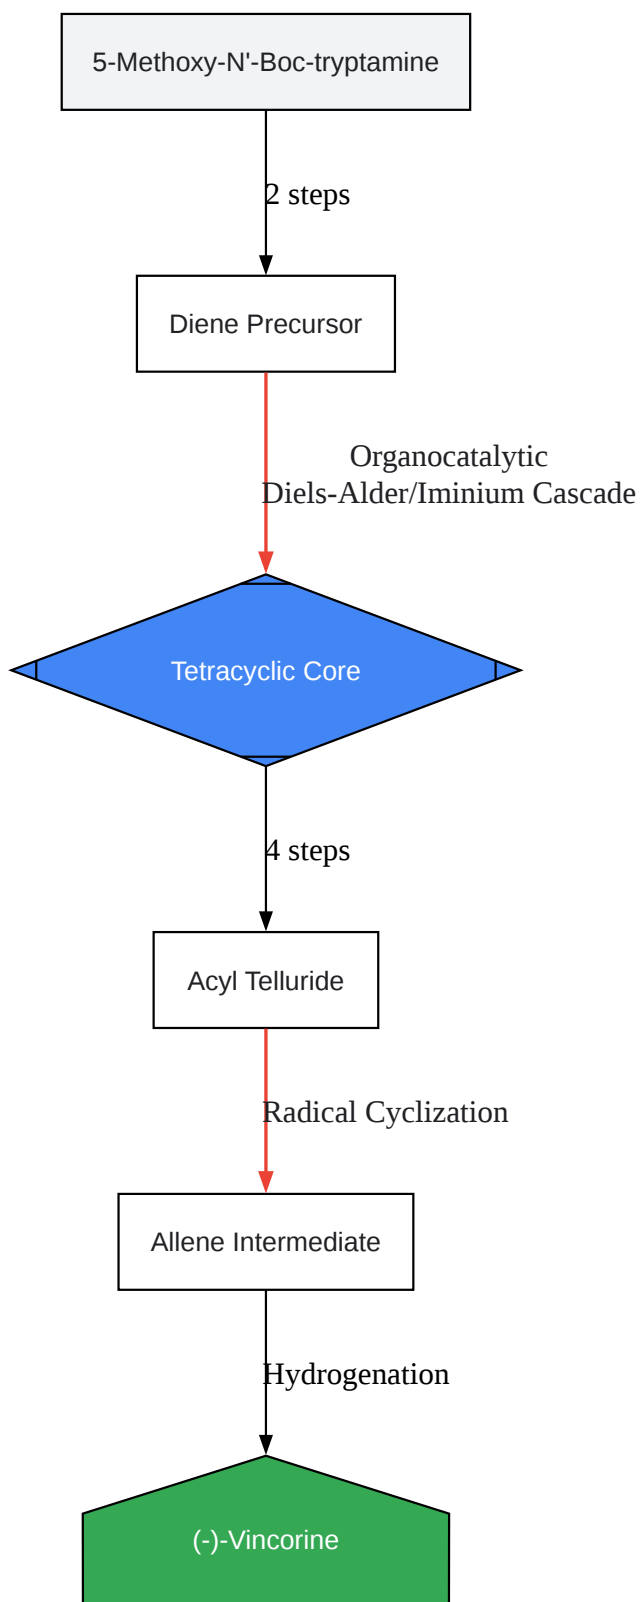 5-Methoxy-N'-Boc-tryptamine
2 steps
Diene Precursor
Organocatalytic
Diels-Alder/Iminium Cascade
Tetracyclic Core
4 steps
Acyl Telluride
Radical Cyclization
Allene Intermediate
Hydrogenation
(-)-Vincorine